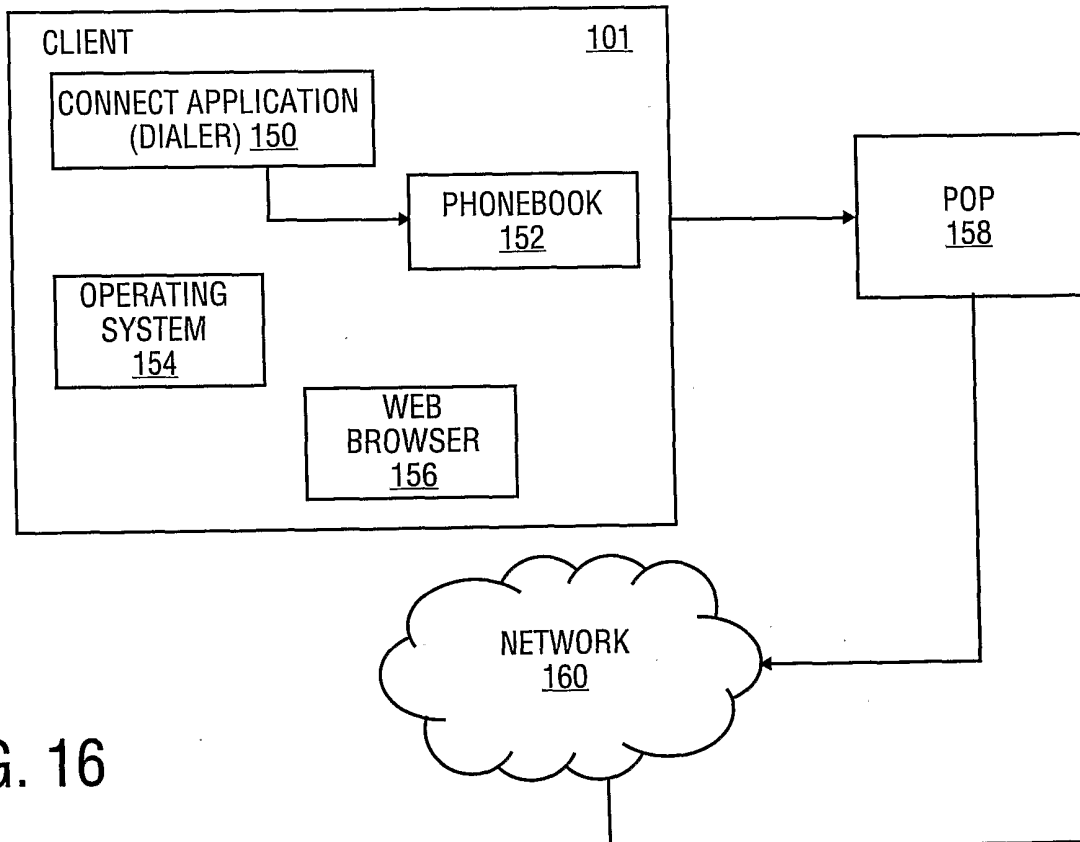 CLIENT 101
CONNECT APPLICATION
(DIALER) 150
PHONEBOOK
152
POP
158
OPERATING
SYSTEM
154
WEB
BROWSER
156
NETWORK
160
G. 16